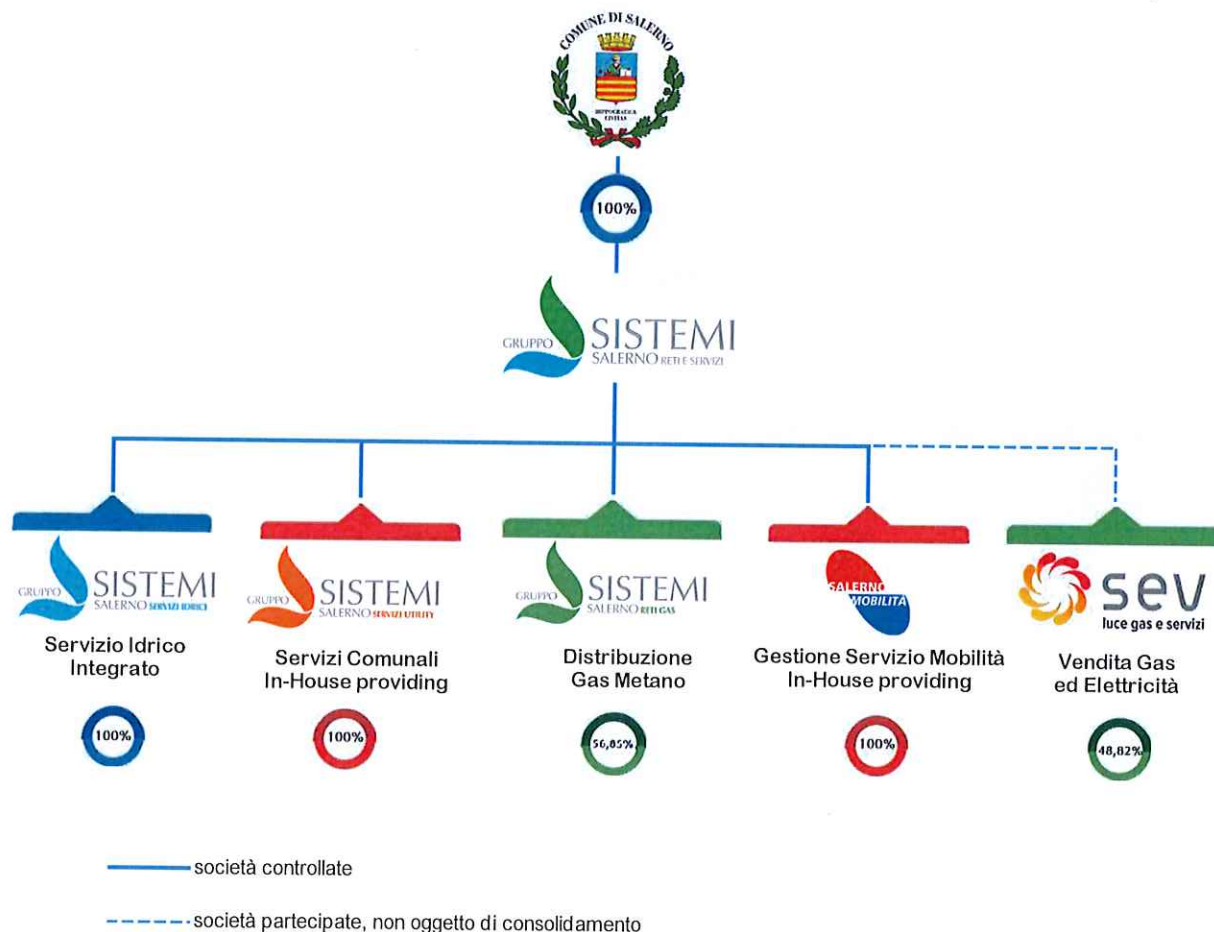 COMUNE DI SALERNO
HIPPOCRATICA
CIVITAS
100%
GRUPPO SISTEMI
SALERNO RETI E SERVIZI
GRUPPO SISTEMI
SALERNO SERVIZI IDRICI
Servizio Idrico
Integrato
100%
GRUPPO SISTEMI
SALERNO SERVIZI UTILITY
Servizi Comunali
In-House providing
100%
GRUPPO SISTEMI
SALERNO RETI GAS
Distribuzione
Gas Metano
56,85%
SALERNO
MOBILITÀ
Gestione Servizio Mobilità
In-House providing
100%
sev
luce gas e servizi
Vendita Gas
ed Elettricità
48,82%
società controllate
società partecipate, non oggetto di consolidamento